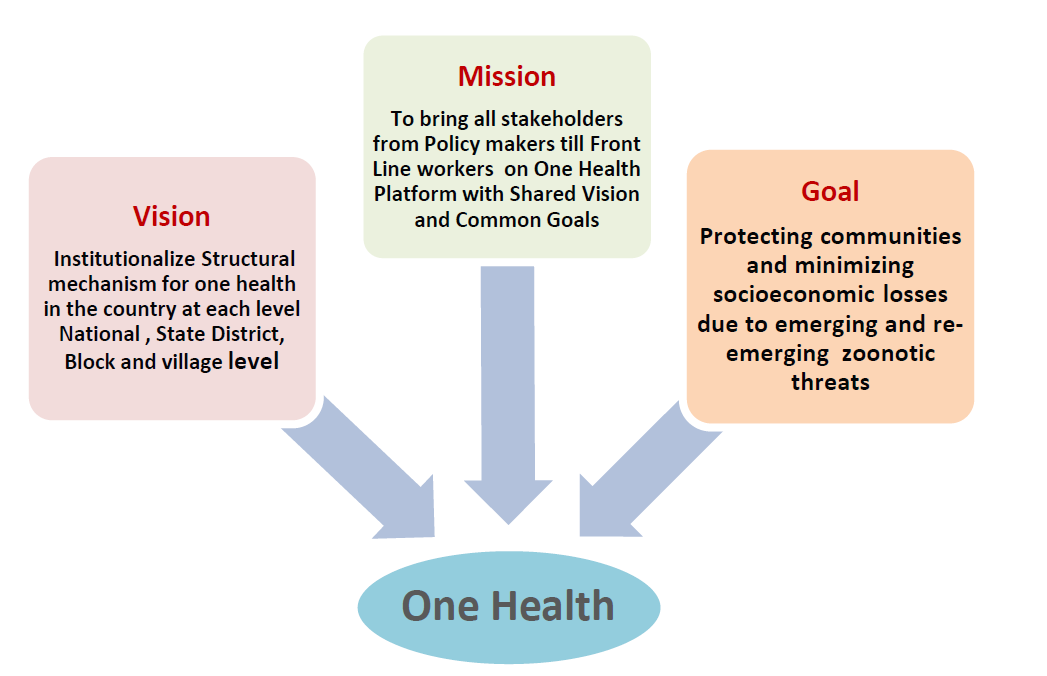 Vision
Institutionalize Structural
mechanism for one health
in the country at each level
National , State District,
Block and village level
Mission
To bring all stakeholders
from Policy makers till Front
Line workers  on One Health
Platform with Shared Vision
and Common Goals
Goal
Protecting communities
and minimizing
socioeconomic losses
due to emerging and re-
emerging  zoonotic
threats
One Health